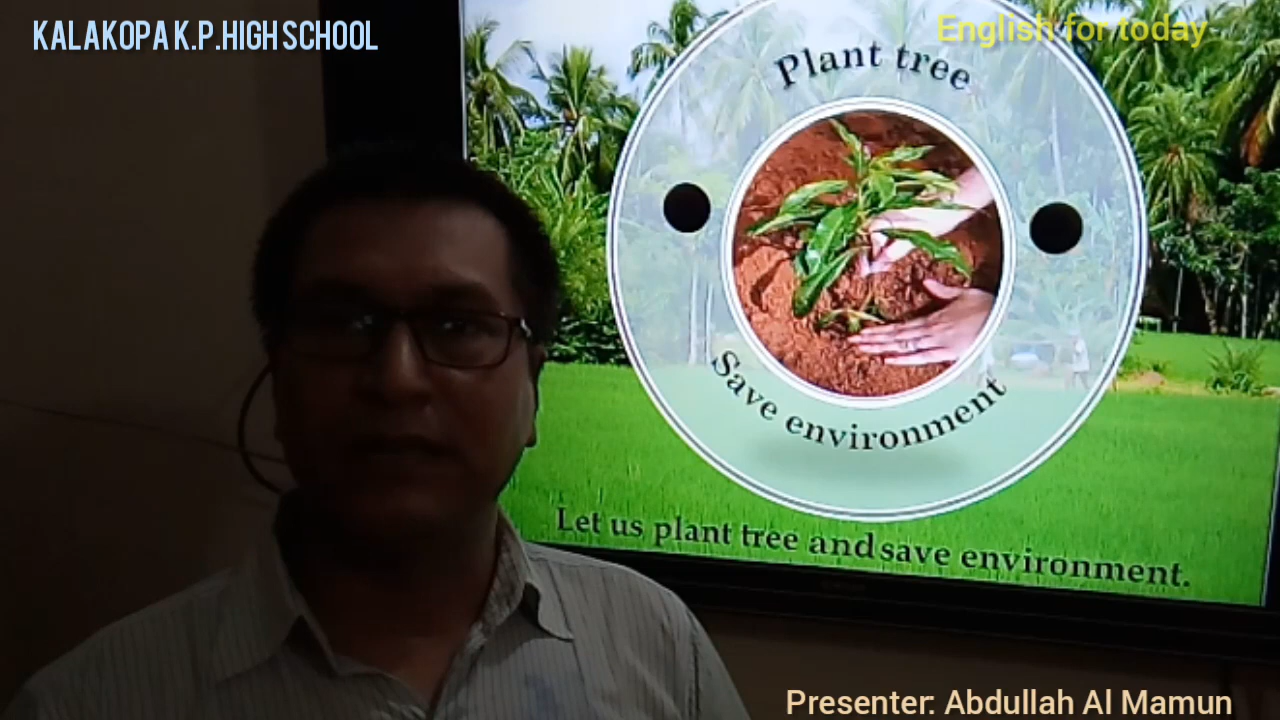 KALAKOPA K.P.HIGH SCHOOL
English for today
Plant tree
Save environment
Let us plant tree and save environment.
Presenter: Abdullah Al Mamun